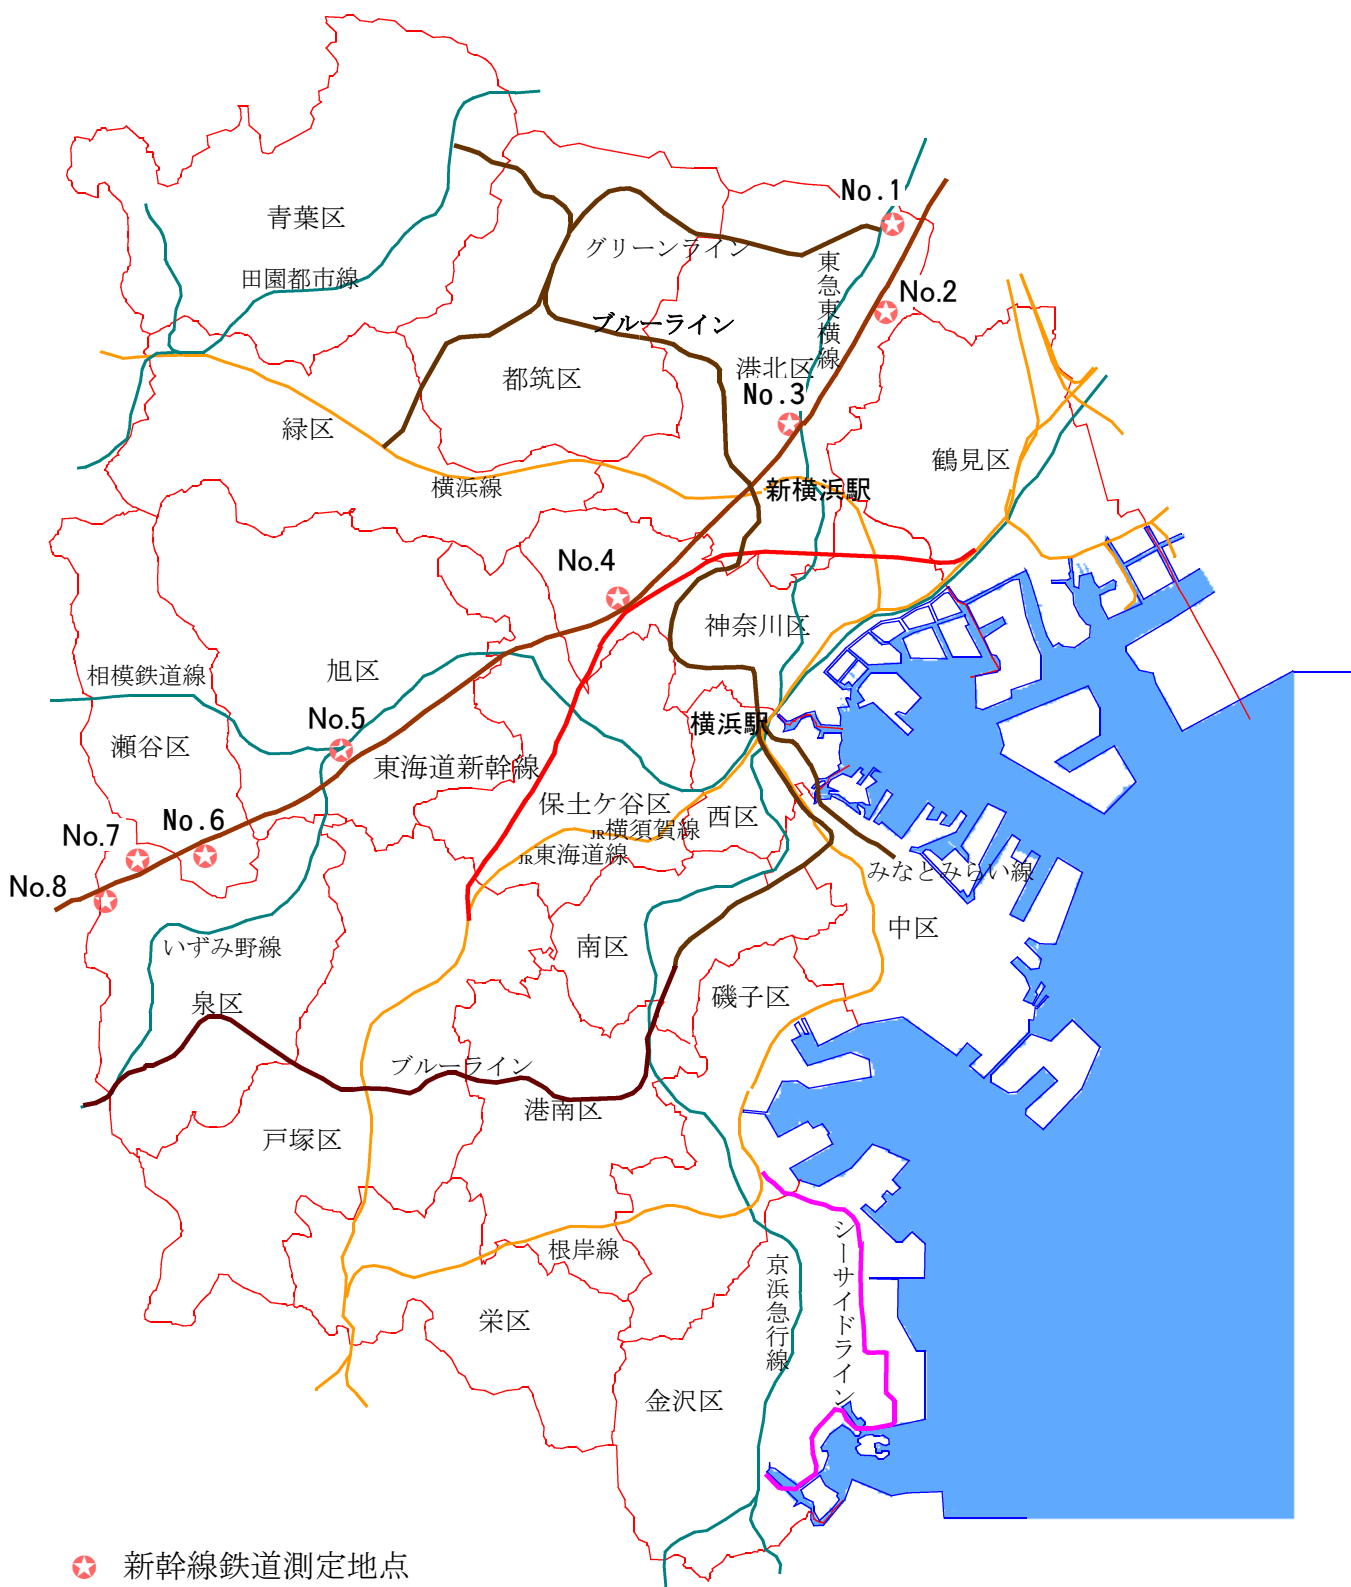 No.1
青葉区
グリーンライン
田園都市線
東急東横線
No.2
ブルーライン
港北区
都筑区
No.3
緑区
鶴見区
横浜線
新横浜駅
No.4
神奈川区
相模鉄道線
旭区
No.5
横浜駅
瀬谷区
東海道新幹線
保土ケ谷区
西区
No.6
JR横須賀線
No.7
JR東海道線
みなとみらい線
No.8
中区
南区
いずみ野線
磯子区
泉区
ブルーライン
港南区
戸塚区
シーサイドライン
根岸線
京浜急行線
栄区
金沢区
新幹線鉄道測定地点